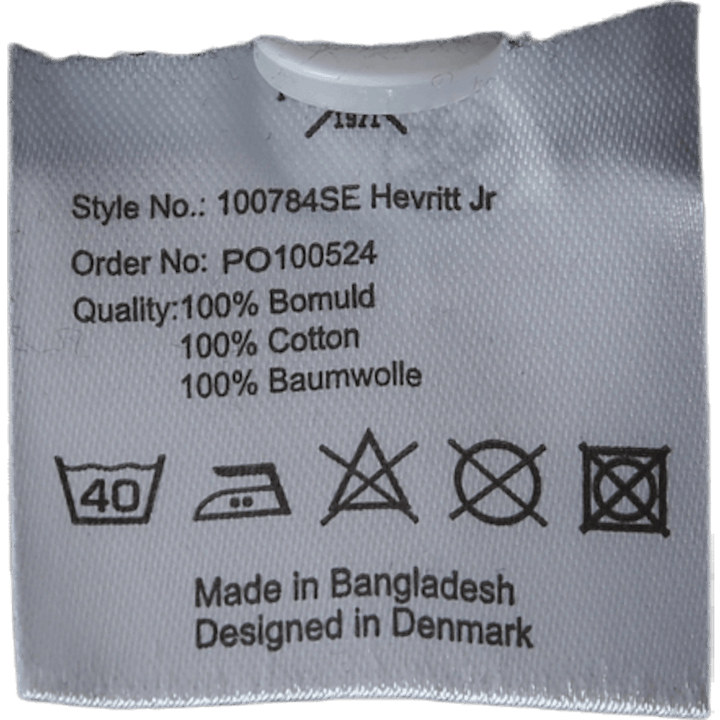 1971
Style No.: 100784SE Hevritt Jr
Order No: PO100524
Quality:100% Bomuld
100% Cotton
100% Baumwolle
40
Made in Bangladesh
Designed in Denmark